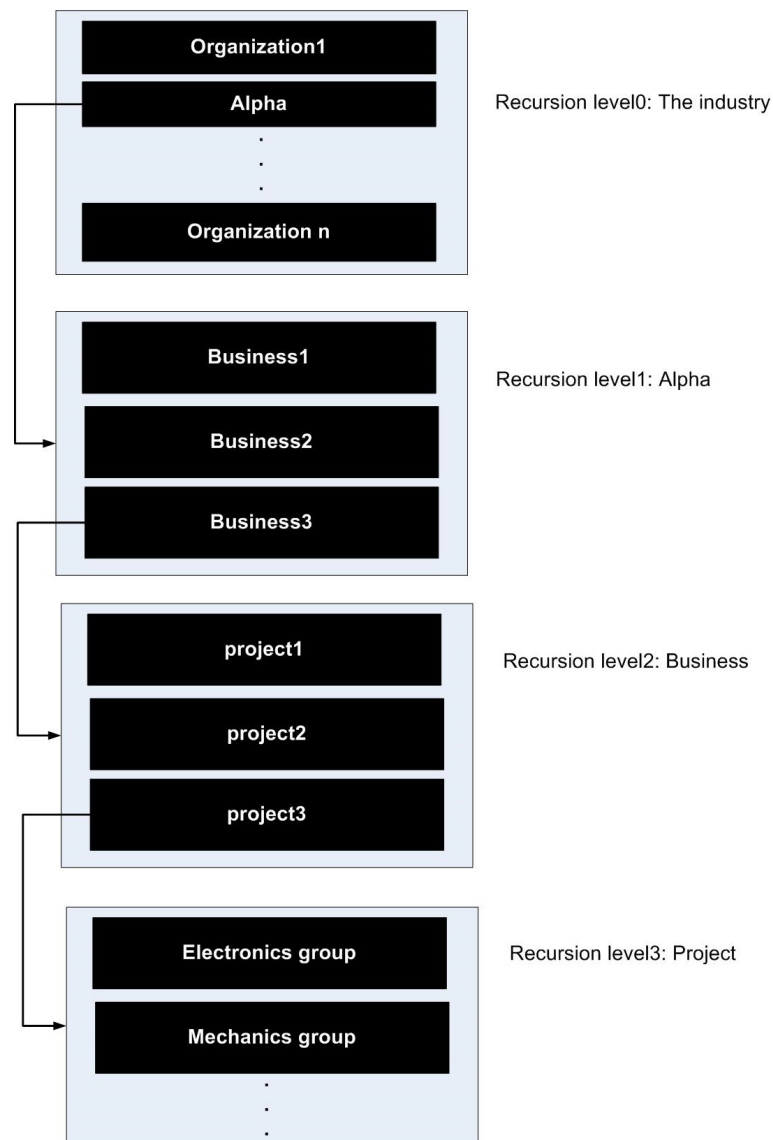 Organization1
Alpha
Recursion level0: The industry
.
.
.
Organization n
Business1
Recursion level1: Alpha
Business2
Business3
project1
Recursion level2: Business
project2
project3
Electronics group
Recursion level3: Project
Mechanics group
.
.
.